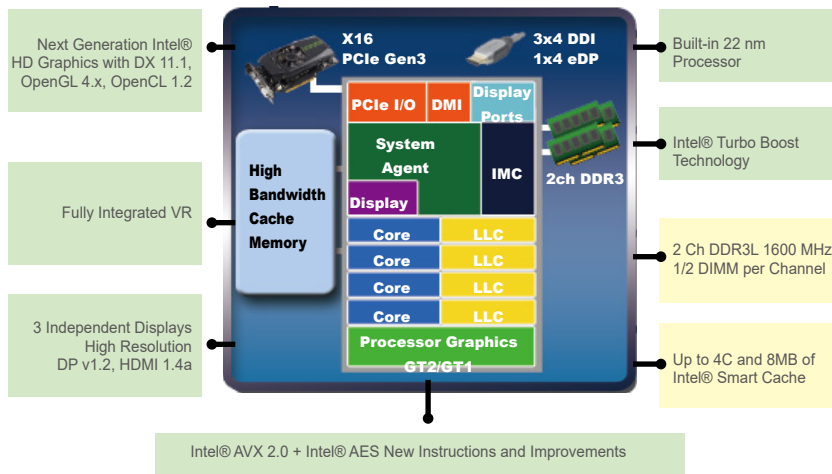 Next Generation Intel®
HD Graphics with DX 11.1,
OpenGL 4.x, OpenCL 1.2
Fully Integrated VR
3 Independent Displays
High Resolution
DP v1.2, HDMI 1.4a
X16
PCIe Gen3
3x4 DDI
1x4 eDP
PCIe I/O
DMI
Display
Ports
System
Agent
IMC
Display
2ch DDR3
High
Bandwidth
Cache
Memory
Core
LLC
Core
LLC
Core
LLC
Core
LLC
Processor Graphics
GT2/GT1
Built-in 22 nm
Processor
Intel® Turbo Boost
Technology
2 Ch DDR3L 1600 MHz
1/2 DIMM per Channel
Up to 4C and 8MB of
Intel® Smart Cache
Intel® AVX 2.0 + Intel® AES New Instructions and Improvements